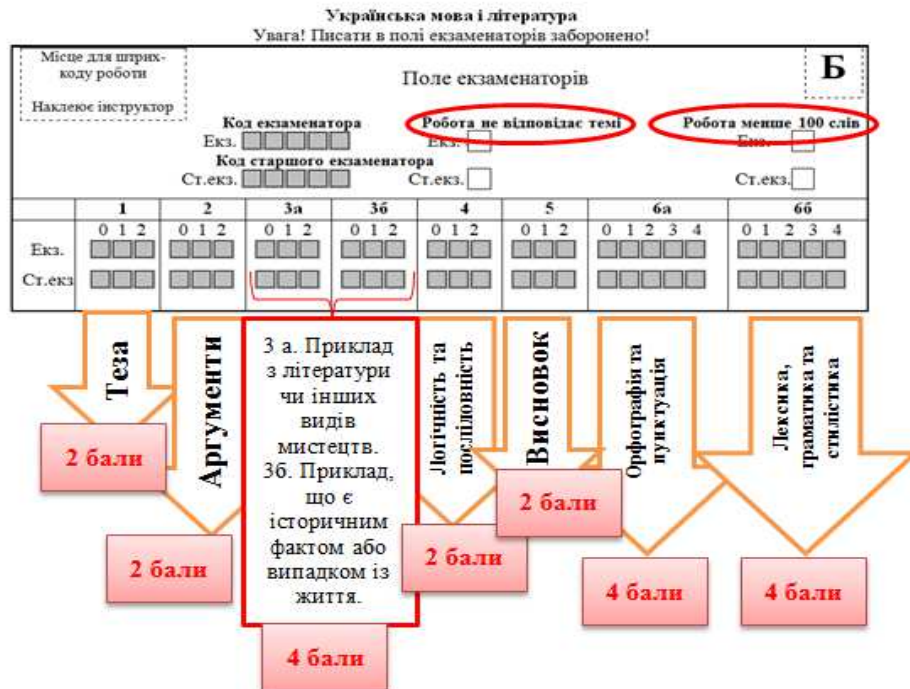 Українська мова і література
Увага! Писати в полі екзаменаторів заборонено!
Місце для штрих-
коду роботи
Наклеює інструктор
Поле екзаменаторів
Б
Код екзаменатора
Робота не відповідає темі
Робота менше 100 слів
Екз.
Екз.
Екз.
Код старшого екзаменатора
Ст.екз.
Ст.екз.
Ст.екз.
1 2 3а 3б 4 5 6а 6б
0 1 2 0 1 2 0 1 2 0 1 2 0 1 2 0 1 2 0 1 2 3 4 0 1 2 3 4
Екз.
Ст.екз
Теза
2 бали
Аргументи
2 бали
3 а. Приклад
з літератури
чи інших
видів
мистецтв.
3б. Приклад,
що є
історичним
фактом або
випадком із
життя.
4 бали
Логічність та
послідовність
2 бали
Висновок
2 бали
Орфографія та
пунктуація
4 бали
Лексика,
граматика та
стилістика
4 бали